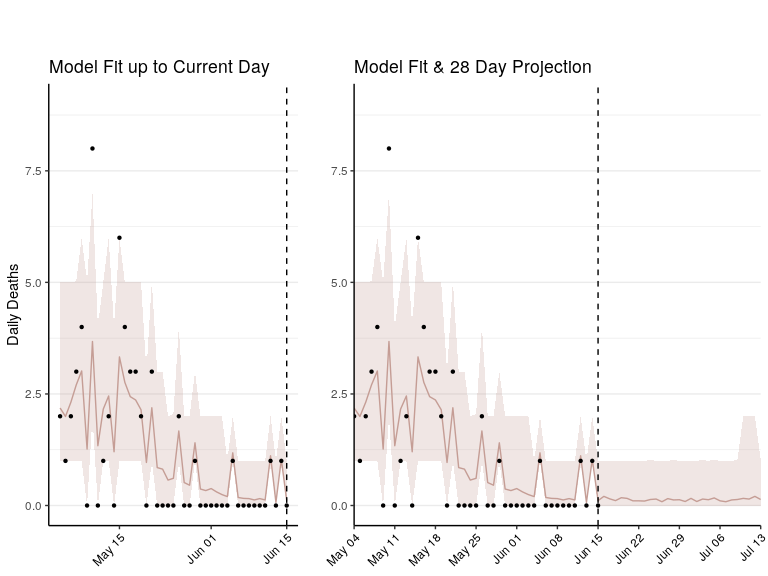 Model Fit up to Current Day
Model Fit & 28 Day Projection
Daily Deaths
7.5
5.0
2.5
0.0
May 15
Jun 01
Jun 15
7.5
5.0
2.5
0.0
May 04
May 11
May 18
May 25
Jun 01
Jun 08
Jun 15
Jun 22
Jun 29
Jul 06
Jul 13